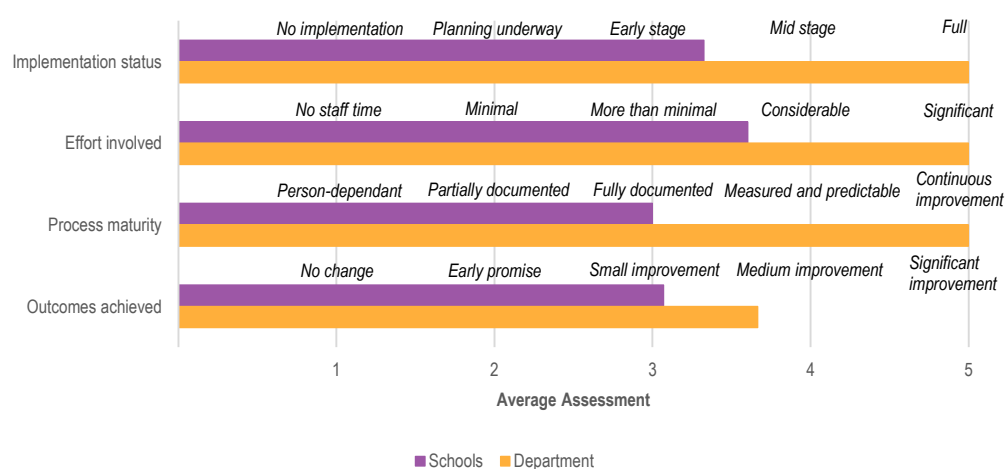 No implementation Planning underway Early stage Mid stage Full
Implementation status
No staff time Minimal More than minimal Considerable Significant
Effort involved
Person-dependant Partially documented Fully documented Measured and predictable Continuous improvement
Process maturity
No change Early promise Small improvement Medium improvement Significant improvement
Outcomes achieved
1 2 3 4 5
Average Assessment
Schools Department